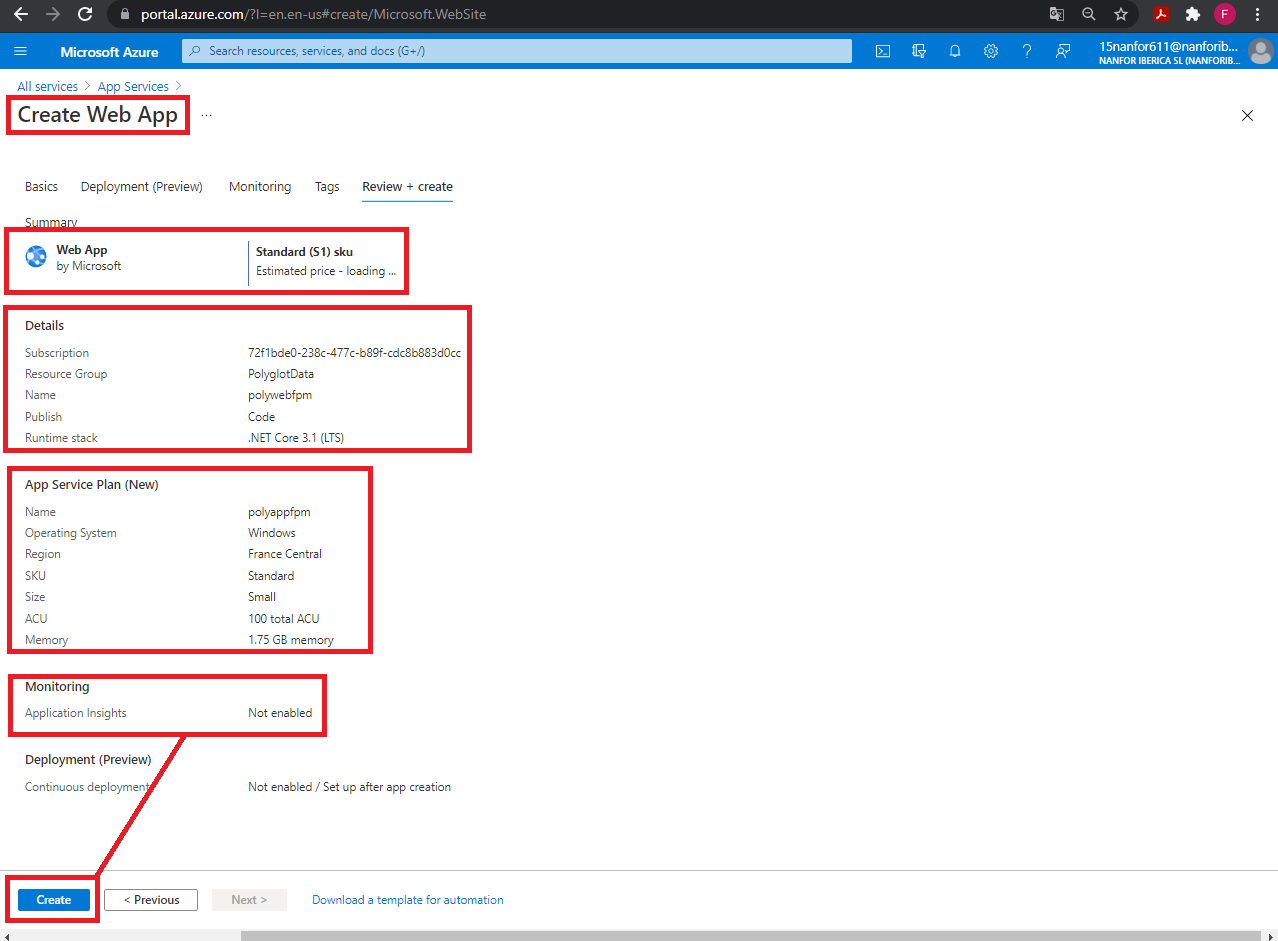 portal.azure.com/?l=en.en-us#create/Microsoft.WebSite
F
Microsoft Azure
Search resources, services, and docs (G+/)
15nanfor611@nanforib...
NANFOR IBERICA SL (NANFORIB...
All services > App Services >
Create Web App ...
Basics Deployment (Preview) Monitoring Tags Review + create
Summary
Web App
by Microsoft
Standard (S1) sku
Estimated price - loading ...
Details
Subscription 72f1bde0-238c-477c-b89f-cdc8b883d0cc
Resource Group PolyglotData
Name polywebfpm
Publish Code
Runtime stack .NET Core 3.1 (LTS)
App Service Plan (New)
Name polyappfpm
Operating System Windows
Region France Central
SKU Standard
Size Small
ACU 100 total ACU
Memory 1.75 GB memory
Monitoring
Application Insights Not enabled
Deployment (Preview)
Continuous deployment Not enabled / Set up after app creation
Create < Previous Next > Download a template for automation